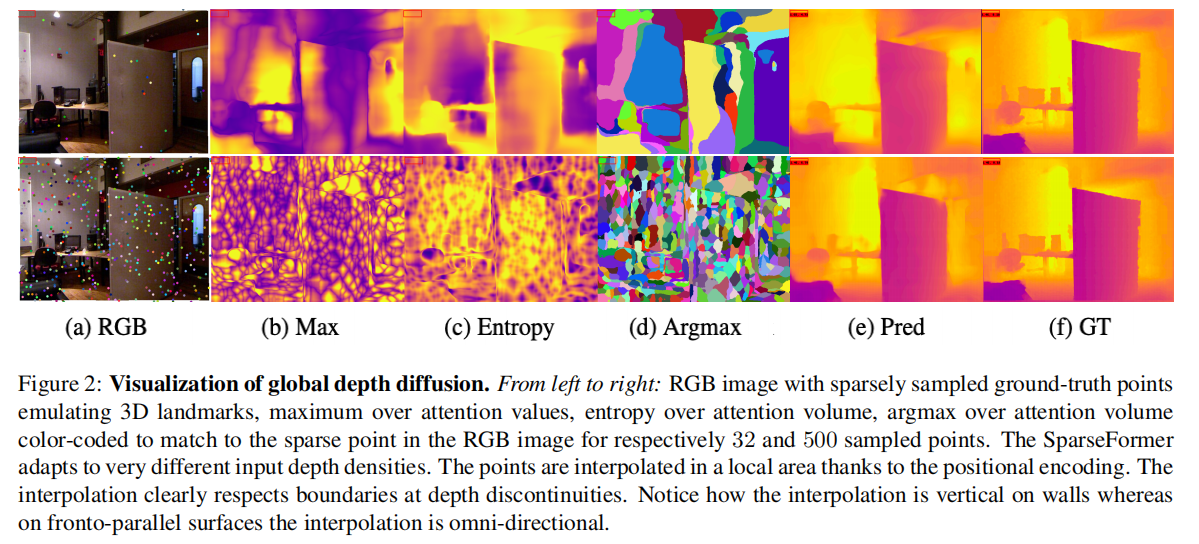 (a) RGB
(b) Max
(c) Entropy
(d) Argmax
(e) Pred
(f) GT
Figure 2: Visualization of global depth diffusion. From left to right: RGB image with sparsely sampled ground-truth points
emulating 3D landmarks, maximum over attention values, entropy over attention volume, argmax over attention volume
color-coded to match to the sparse point in the RGB image for respectively 32 and 500 sampled points. The SparseFormer
adapts to very different input depth densities. The points are interpolated in a local area thanks to the positional encoding. The
interpolation clearly respects boundaries at depth discontinuities. Notice how the interpolation is vertical on walls whereas
on fronto-parallel surfaces the interpolation is omni-directional.